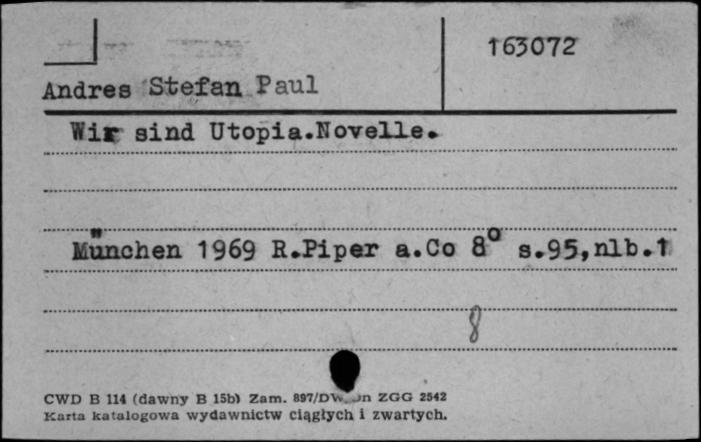 163072
Andres Stefan Paul
Wir sind Utopia.Novelle.
München 1969 R.Piper a.Co 8° s.95,nlb.1
8
CWD B 114 (dawny B 15b) Zam. 897/DW ZGG 2542
Karta katalogowa wydawnictw ciągłych i zwartych.